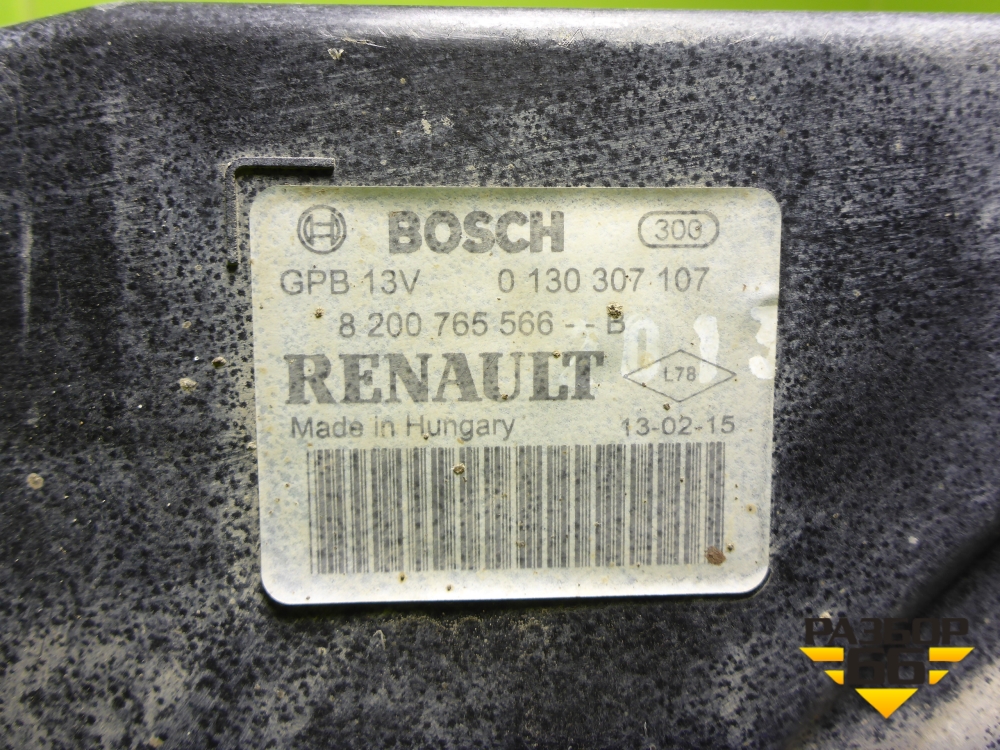 BOSCH 300
GPB 13V 0 130 307 107
8 200 765 566 - - B
RENAULT L78
Made in Hungary 13-02-15
РАЗБОР
66